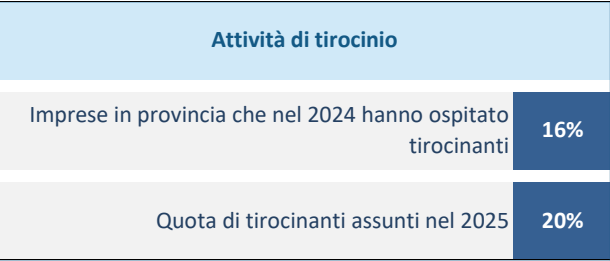 Attività di tirocinio
Imprese in provincia che nel 2024 hanno ospitato
tirocinanti
16%
Quota di tirocinanti assunti nel 2025
20%